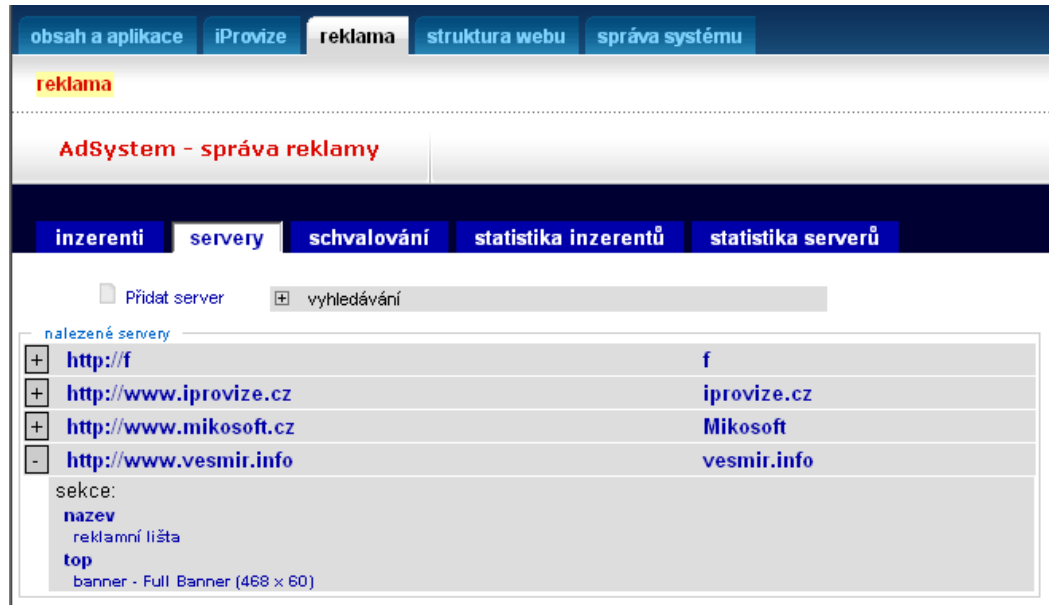 obsah a aplikace iProvize reklama struktura webu správa systému
reklama
AdSystem - správa reklamy
inzerenti servery schvalování statistika inzerentů statistika serverů
Přidat server + vyhledávání
nalezené servery
+ http://f f
+ http://www.iprovize.cz iprovize.cz
+ http://www.mikosoft.cz Mikosoft
- http://www.vesmir.info vesmir.info
sekce:
nazev
reklamní lišta
top
banner - Full Banner (468 x 60)